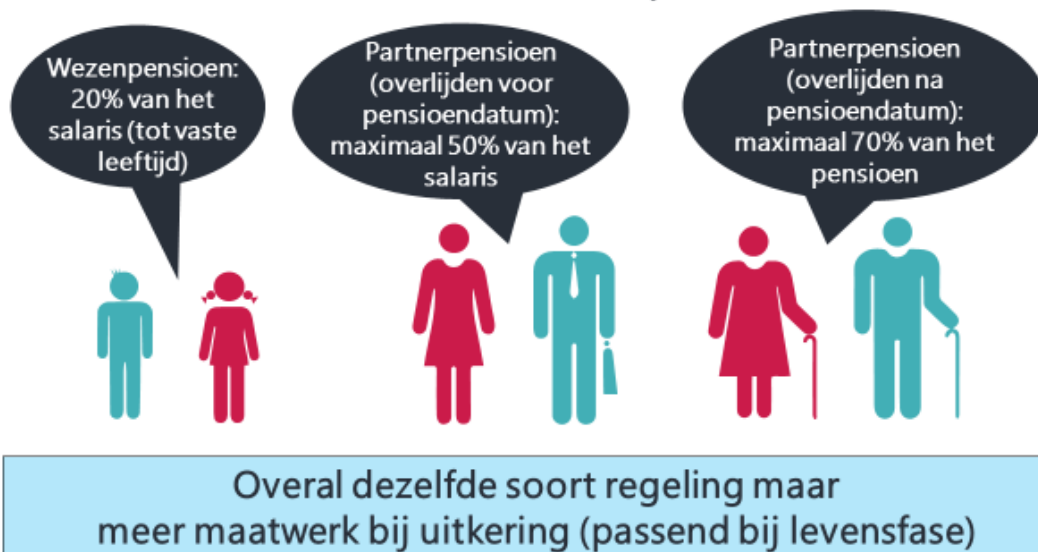 Wezenpensioen:
20% van het
salaris (tot vaste
leeftijd)
Partnerpensioen
(overlijden voor
pensioendatum):
maximaal 50% van het
salaris
Partnerpensioen
(overlijden na
pensioendatum):
maximaal 70% van het
pensioen
Overal dezelfde soort regeling maar
meer maatwerk bij uitkering (passend bij levensfase)